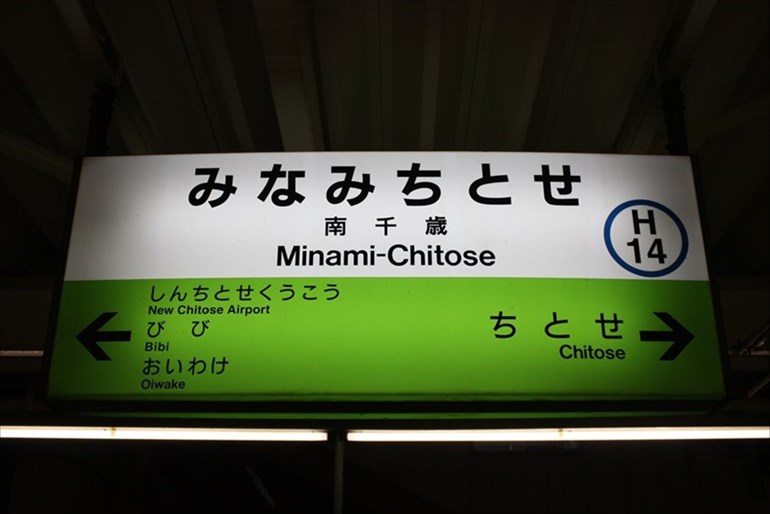 みなみちとせ
南千歳
Minami-Chitose
H
14
しんちとせくうこう
New Chitose Airport
びび
Bibi
おいわけ
Oiwake
ちとせ
Chitose